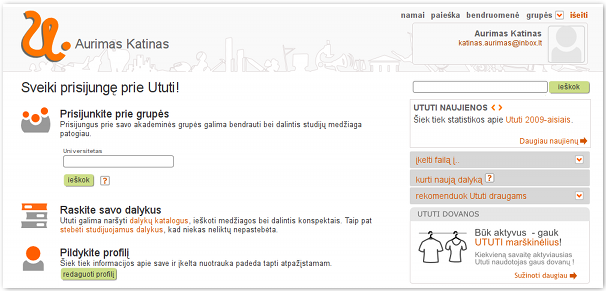 namai paieška bendruomenė grupės išeiti
U.
Aurimas Katinas
Aurimas Katinas
katinas.aurimas@inbox.lt
Sveiki prisijungę prie Ututi!
ieškok
Prisijunkite prie grupės
Prisijungus prie savo akademinės grupės galima bendrauti bei dalintis studijų medžiaga
patogiau.
Universitetas
ieškok ?
Raskite savo dalykus
Ututi galima naršyti dalykų katalogus, ieškoti medžiagos bei dalintis konspektais. Taip pat
stebėti studijuojamus dalykus, kad niekas neliktų nepastebėta.
Pildykite profilį
Šiek tiek informacijos apie save ir įkelta nuotrauka padeda tapti atpažįstamam.
redaguoti profilį
UTUTI NAUJIENOS < >
Šiek tiek statistikos apie Ututi 2009-aisiais.
Daugiau naujienų
įkelti failą į..
kurti naują dalyką ?
rekomenduok Ututi draugams
UTUTI DOVANOS
Būk aktyvus - gauk
UTUTI marškinėlius!
Kiekvieną savaitę aktyviausias
Ututi naudotojas gaus dovanų !
Sužinoti daugiau